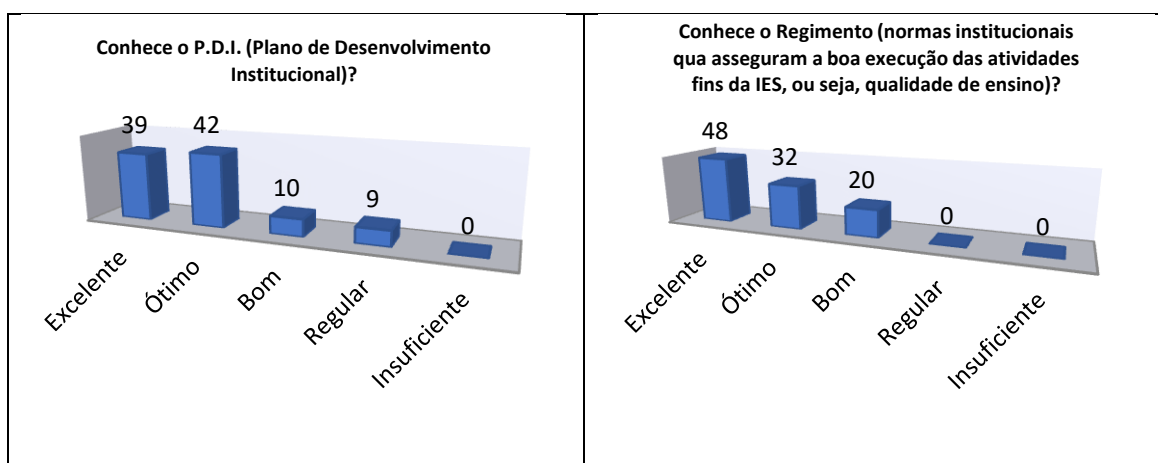 Conhece o P.D.I. (Plano de Desenvolvimento
Institucional)?
39
42
10
9
0
Excelente
Ótimo
Bom
Regular
Insuficiente
Conhece o Regimento (normas institucionais
qua asseguram a boa execução das atividades
fins da IES, ou seja, qualidade de ensino)?
48
32
20
0
0
Excelente
Ótimo
Bom
Regular
Insuficiente